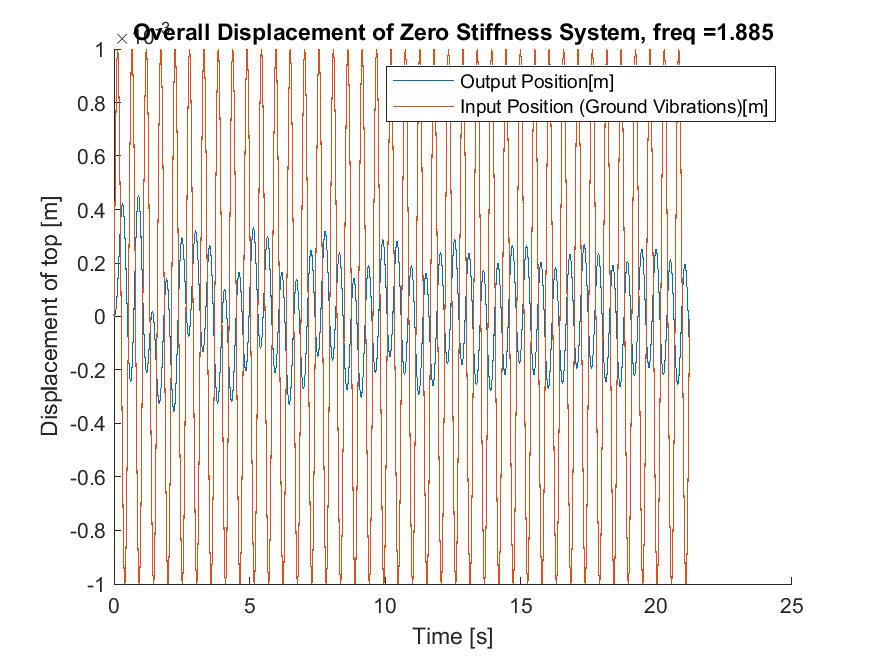 Overall Displacement of Zero Stiffness System, freq =1.885
× 10-3
Output Position[m]
Input Position (Ground Vibrations)[m]
1
0.8
0.6
0.4
0.2
0
-0.2
-0.4
-0.6
-0.8
-1
Displacement of top [m]
0 5 10 15 20 25
Time [s]